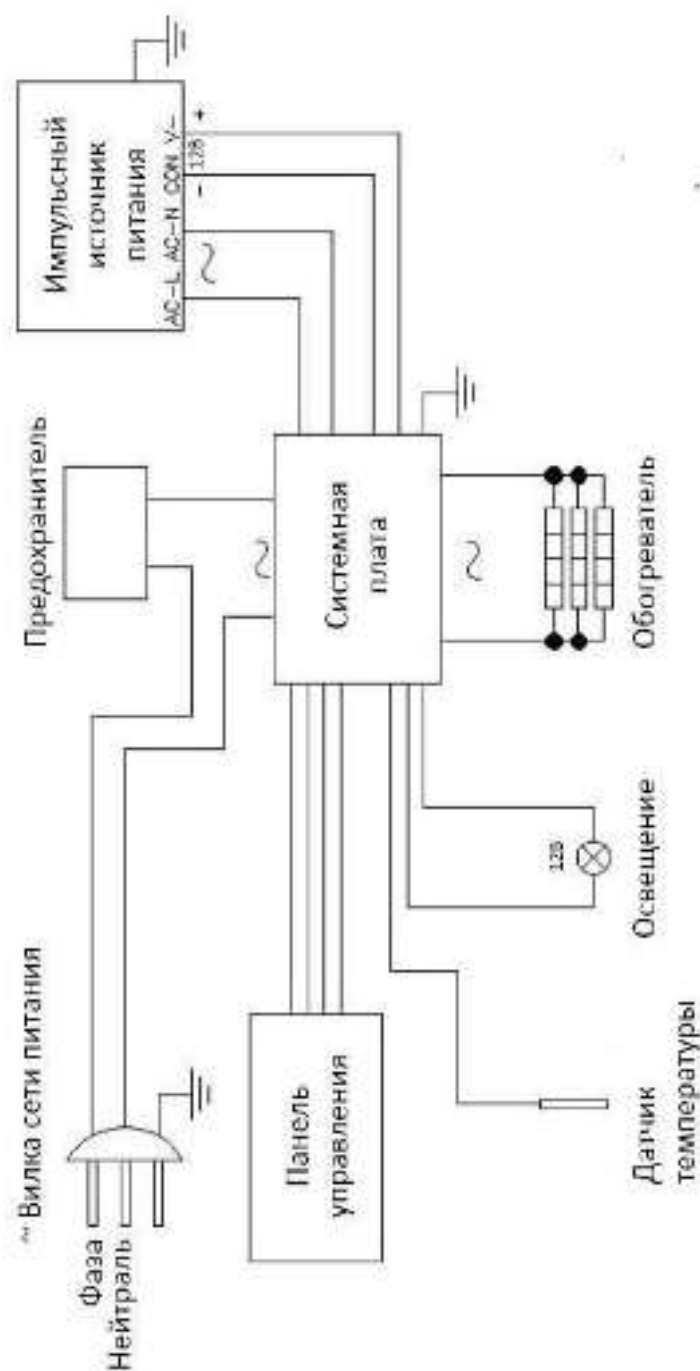 ~ Вилка сети питания
Фаза
Нейтраль
Предохранитель
Импульсный
источник
питания
AC-L AC-N CON V-
~
- 12В +
~
Системная
плата
~
Панель
управления
Датчик
температуры
12В
Освещение
Обогреватель